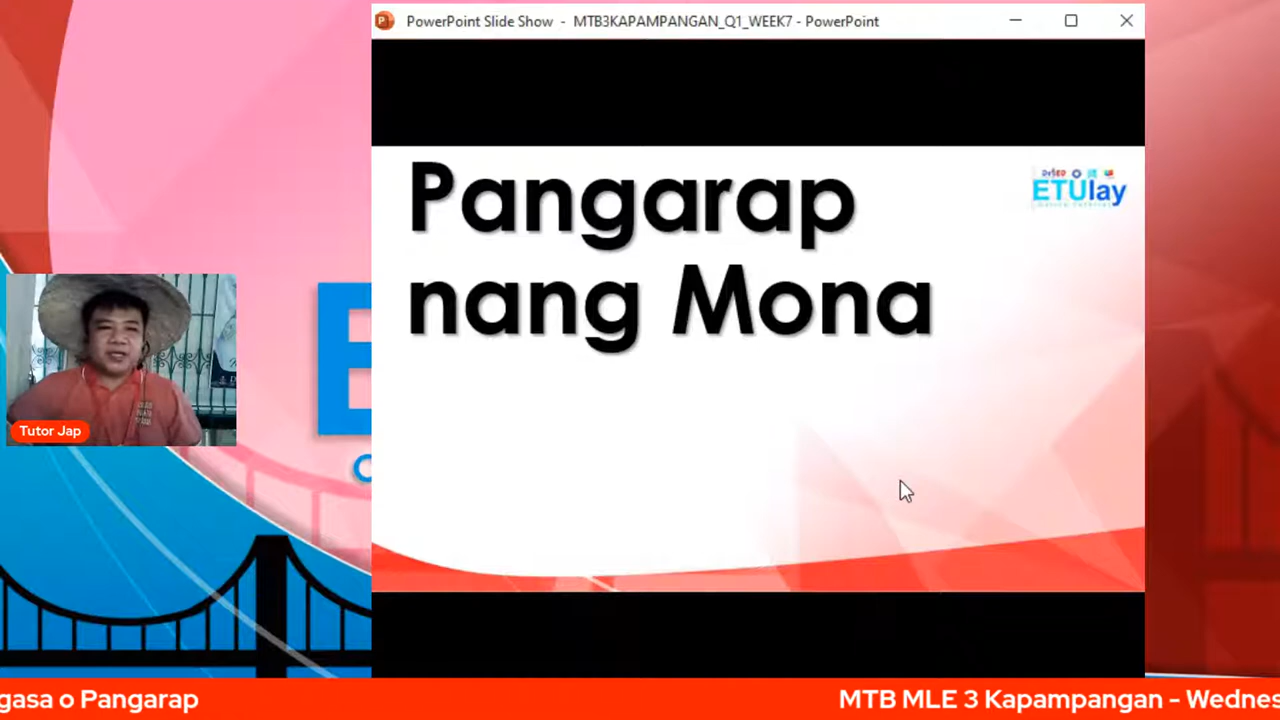 PowerPoint Slide Show - MTB3KAPAMPANGAN_Q1_WEEK7 - PowerPoint
Pangarap
nang Mona
ETUlay
Tutor Jap
gasa o Pangarap
MTB MLE 3 Kapampangan - Wednes